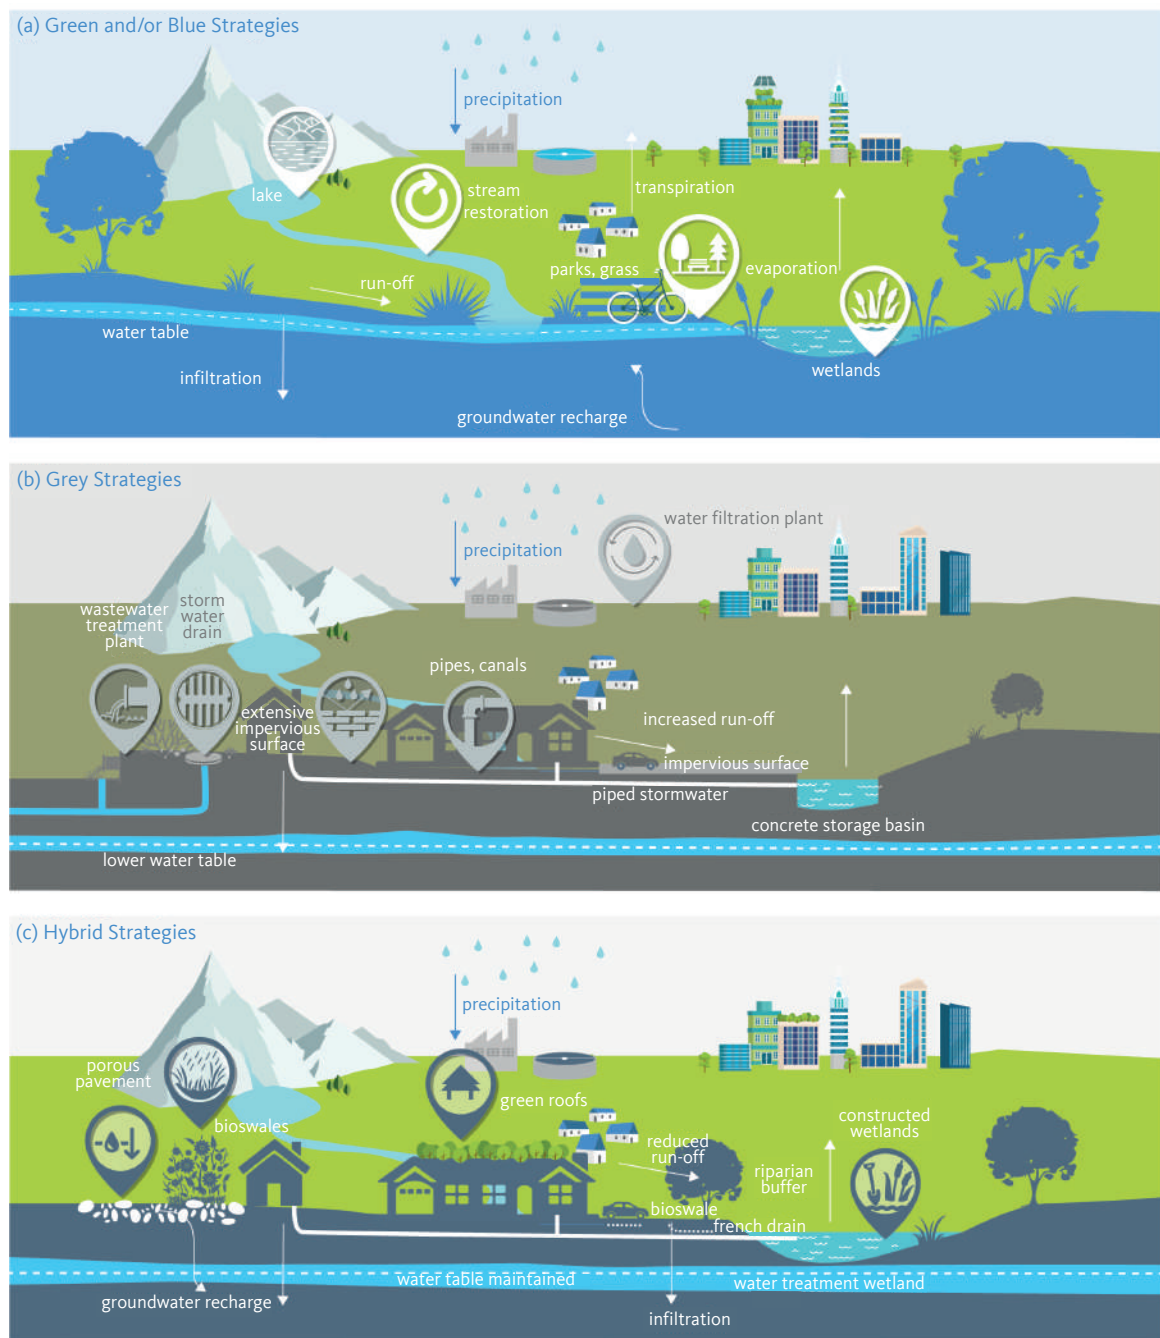 (a) Green and/or Blue Strategies
precipitation
lake
stream
restoration
transpiration
parks, grass
evaporation
run-off
water table
infiltration
wetlands
groundwater recharge
(b) Grey Strategies
water filtration plant
precipitation
wastewater
treatment
plant
storm
water
drain
pipes, canals
extensive
impervious
surface
increased run-off
impervious surface
piped stormwater
concrete storage basin
lower water table
(c) Hybrid Strategies
precipitation
porous
pavement
bioswales
green roofs
reduced
run-off
constructed
wetlands
riparian
buffer
bioswale
french drain
water table maintained
water treatment wetland
groundwater recharge
infiltration